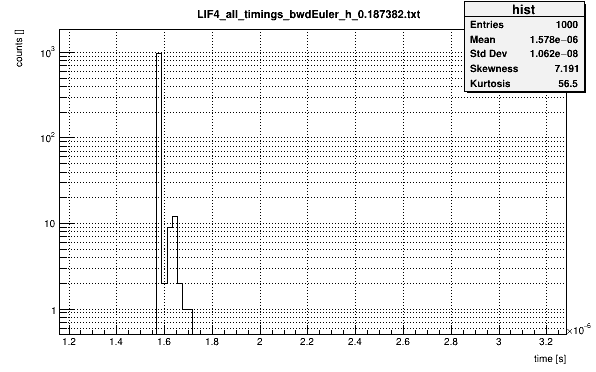 LIF4_all_timings_bwdEuler_h_0.187382.txt
hist
Entries 1000
Mean 1.578e−06
Std Dev 1.062e−08
Skewness 7.191
Kurtosis 56.5
counts []
10³
10²
10
1
1.2 1.4 1.6 1.8 2 2.2 2.4 2.6 2.8 3 3.2
×10⁻⁶
time [s]